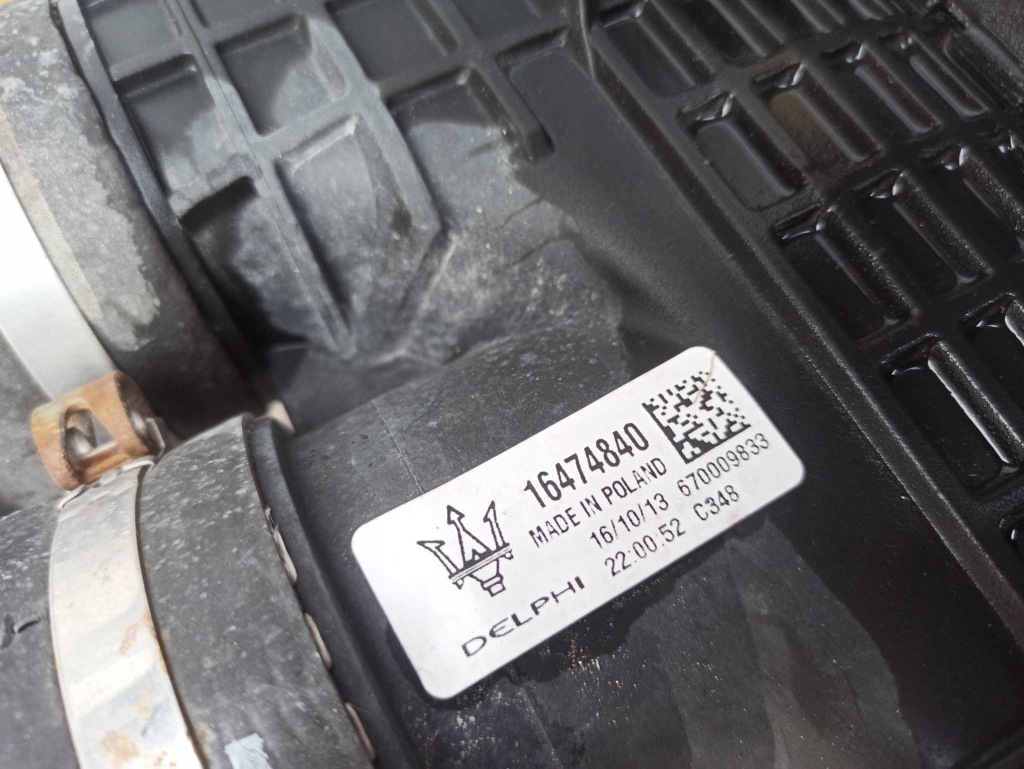 16474840
MADE IN POLAND
16/10/13 670009833
22:00:52 C348
DELPHI